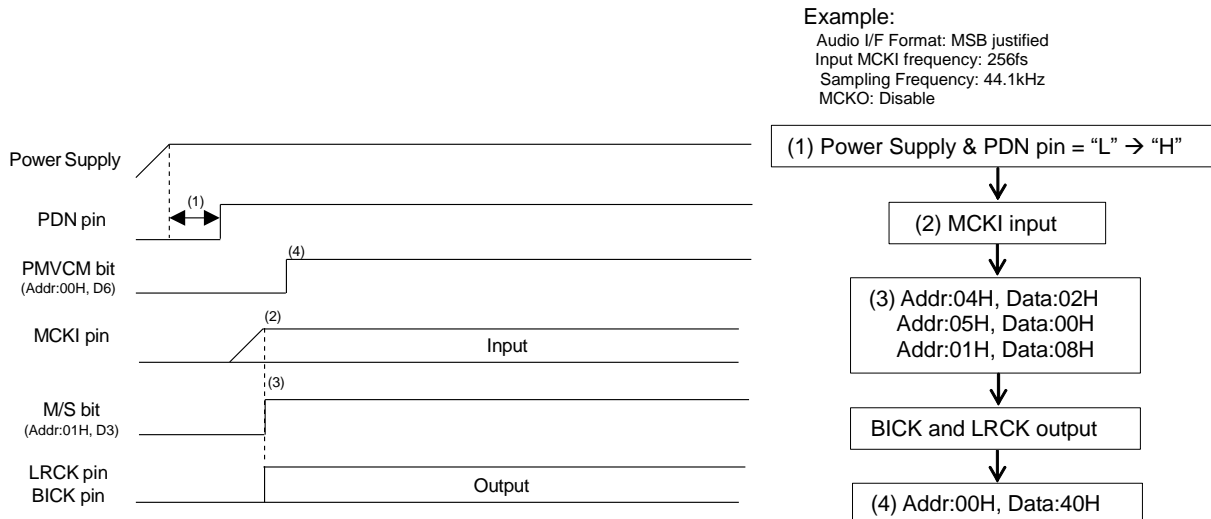 Example:
Audio I/F Format: MSB justified
Input MCKI frequency: 256fs
Sampling Frequency: 44.1kHz
MCKO: Disable
Power Supply
(1)
PDN pin
PMVCM bit
(Addr:00H, D6)
(4)
MCKI pin
(2)
Input
M/S bit
(Addr:01H, D3)
(3)
LRCK pin
BICK pin
Output
(1) Power Supply & PDN pin = “L” → “H”
(2) MCKI input
(3) Addr:04H, Data:02H
Addr:05H, Data:00H
Addr:01H, Data:08H
BICK and LRCK output
(4) Addr:00H, Data:40H